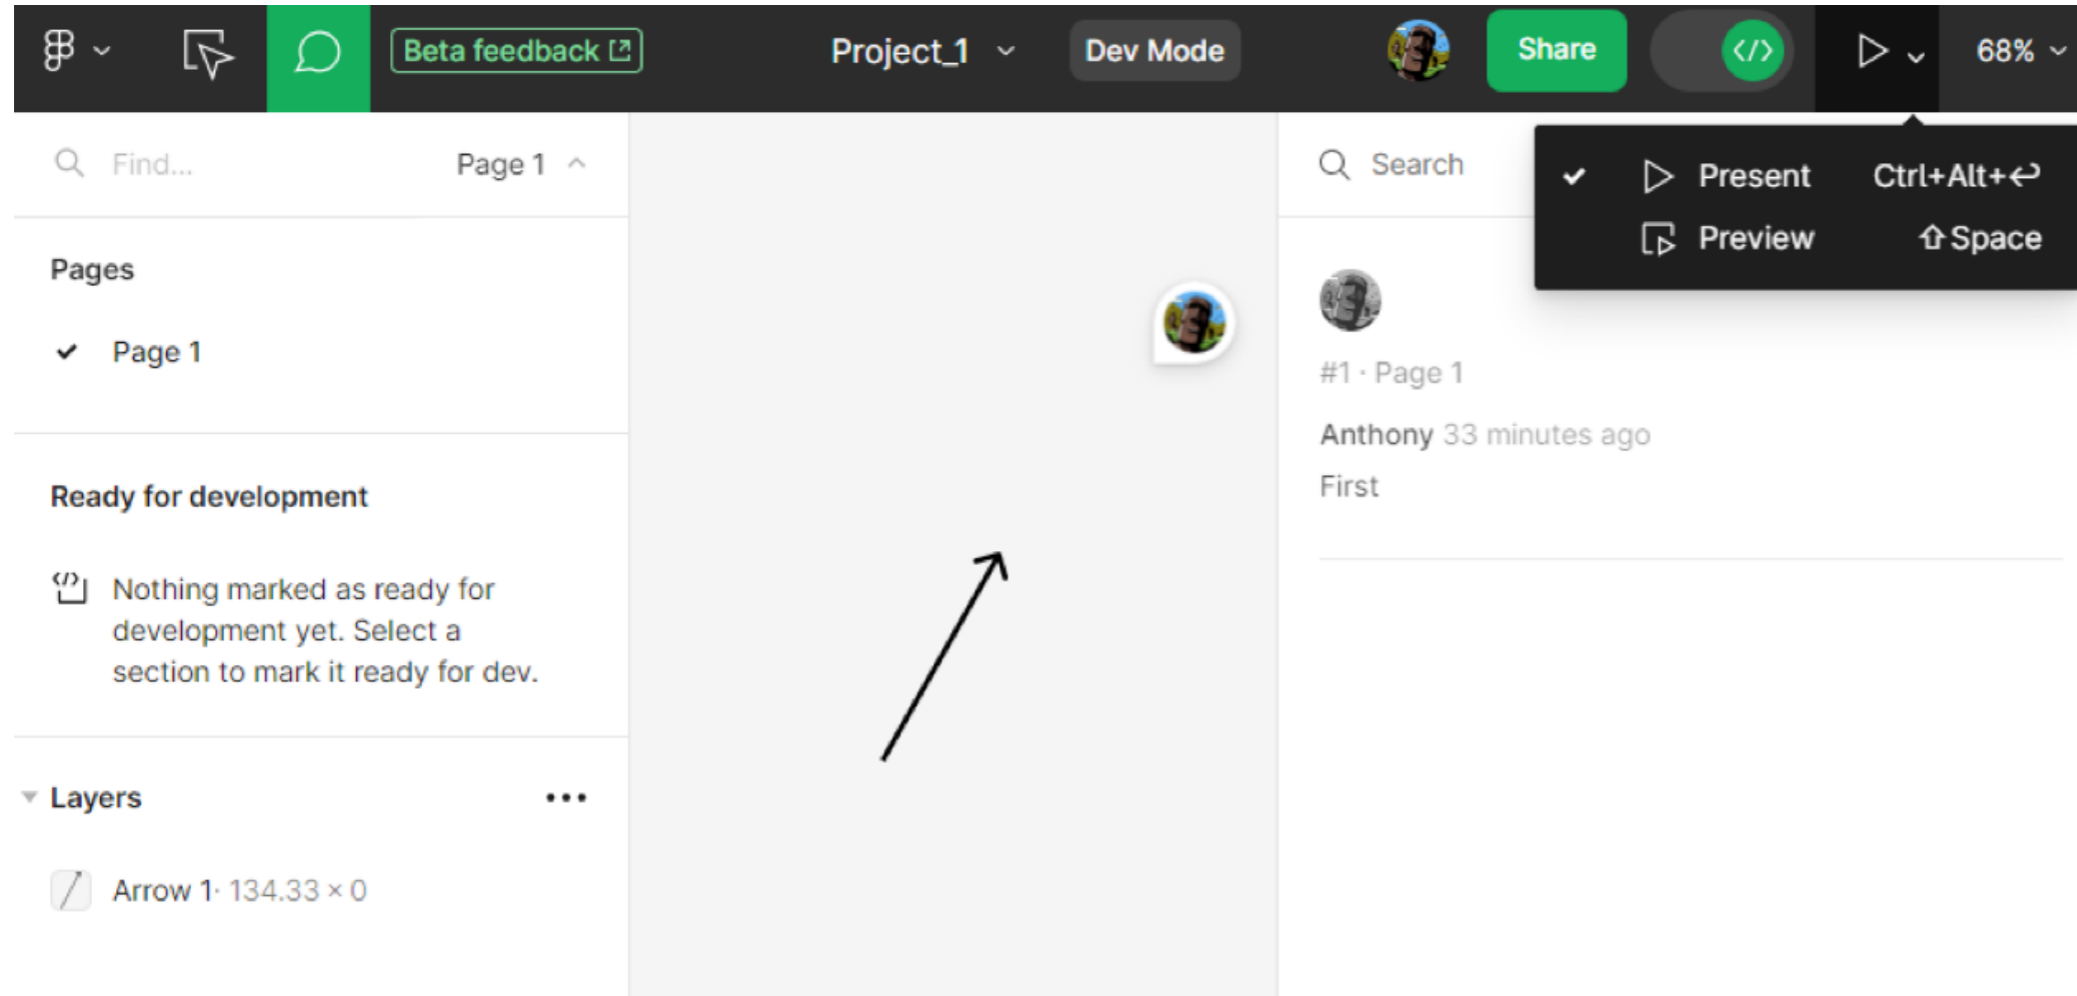 Beta feedback
Project_1
Dev Mode
Share
</>
68%
Find...
Page 1
Pages
Page 1
Ready for development
Nothing marked as ready for
development yet. Select a
section to mark it ready for dev.
Layers
Arrow 1· 134.33 × 0
Search
Present Ctrl+Alt+↩
Preview ⇧Space
#1 · Page 1
Anthony 33 minutes ago
First